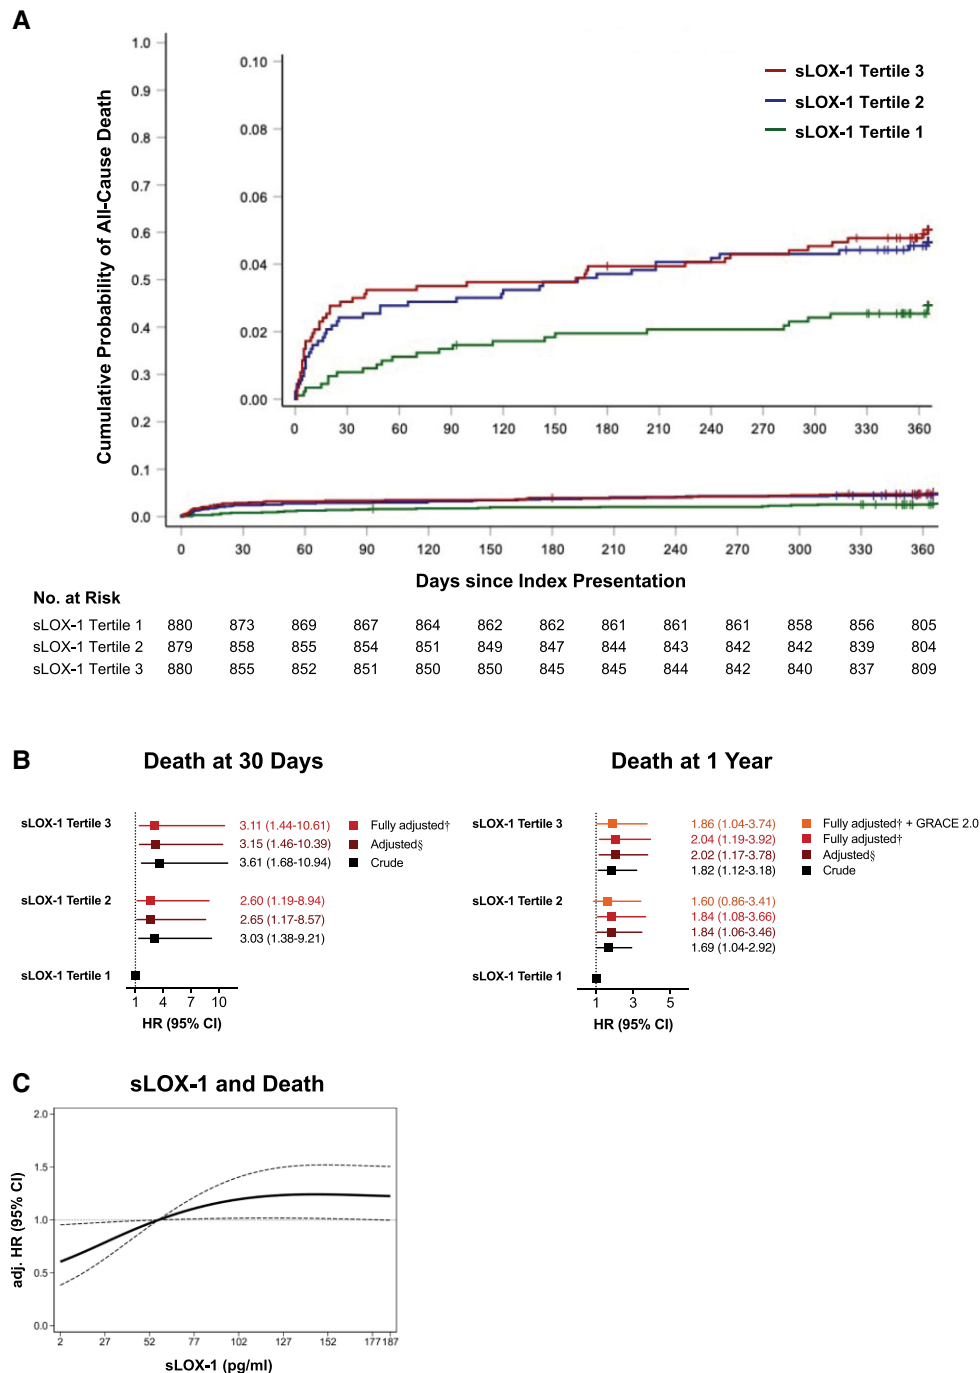 A
Cumulative Probability of All-Cause Death
1.0
0.9
0.8
0.7
0.6
0.5
0.4
0.3
0.2
0.1
0.0
0.10
0.08
0.06
0.04
0.02
0.00
0 30 60 90 120 150 180 210 240 270 300 330 360
sLOX-1 Tertile 3
sLOX-1 Tertile 2
sLOX-1 Tertile 1
0 30 60 90 120 150 180 210 240 270 300 330 360
Days since Index Presentation
No. at Risk
sLOX-1 Tertile 1 880 873 869 867 864 862 862 861 861 861 858 856 805
sLOX-1 Tertile 2 879 858 855 854 851 849 847 844 843 842 842 839 804
sLOX-1 Tertile 3 880 855 852 851 850 850 845 845 844 842 840 837 809
B
Death at 30 Days
sLOX-1 Tertile 3
3.11 (1.44-10.61) Fully adjusted†
3.15 (1.46-10.39) Adjusted§
3.61 (1.68-10.94) Crude
sLOX-1 Tertile 2
2.60 (1.19-8.94)
2.65 (1.17-8.57)
3.03 (1.38-9.21)
sLOX-1 Tertile 1
1 4 7 10
HR (95% CI)
Death at 1 Year
sLOX-1 Tertile 3
1.86 (1.04-3.74) Fully adjusted† + GRACE 2.0
2.04 (1.19-3.92) Fully adjusted†
2.02 (1.17-3.78) Adjusted§
1.82 (1.12-3.18) Crude
sLOX-1 Tertile 2
1.60 (0.86-3.41)
1.84 (1.08-3.66)
1.84 (1.06-3.46)
1.69 (1.04-2.92)
sLOX-1 Tertile 1
1 3 5
HR (95% CI)
C
sLOX-1 and Death
adj. HR (95% CI)
2.0
1.5
1.0
0.5
0.0
2 27 52 77 102 127 152 177 187
sLOX-1 (pg/ml)